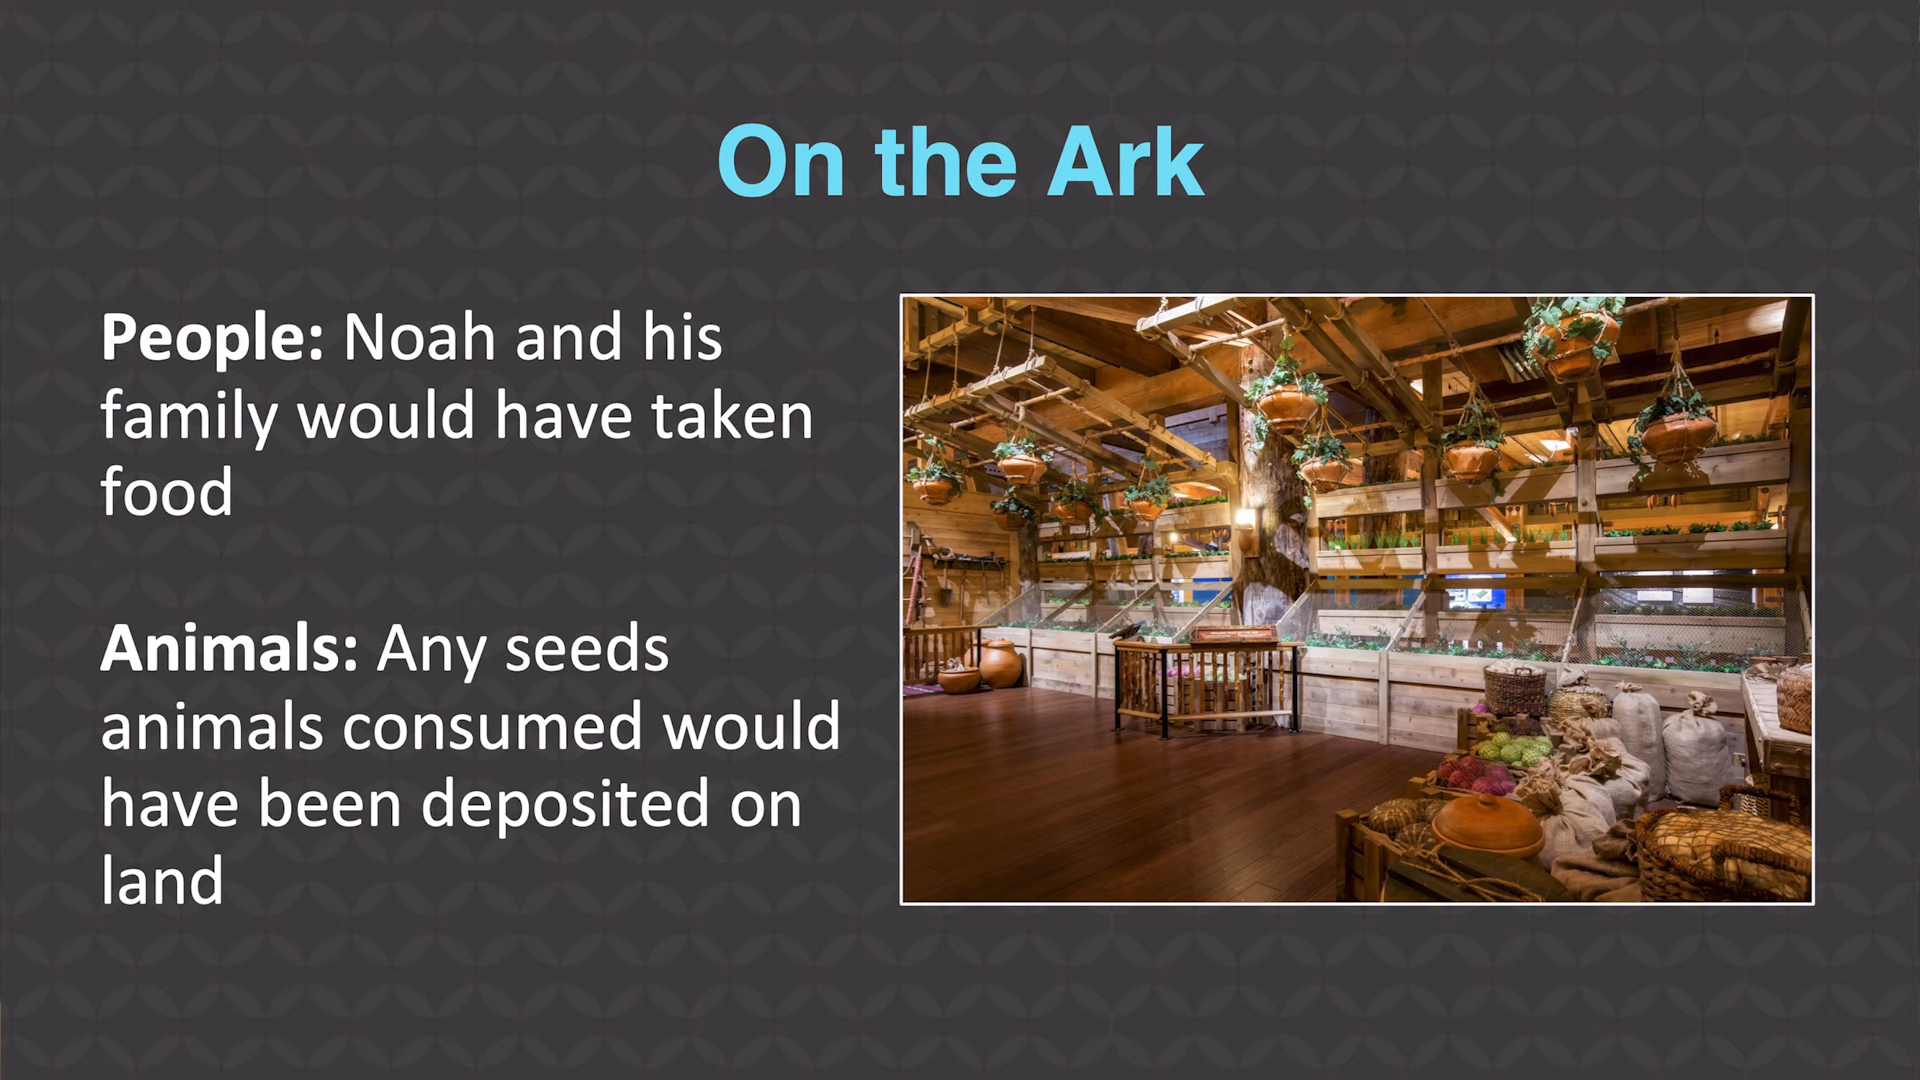 On the Ark
People: Noah and his
family would have taken
food
Animals: Any seeds
animals consumed would
have been deposited on
land